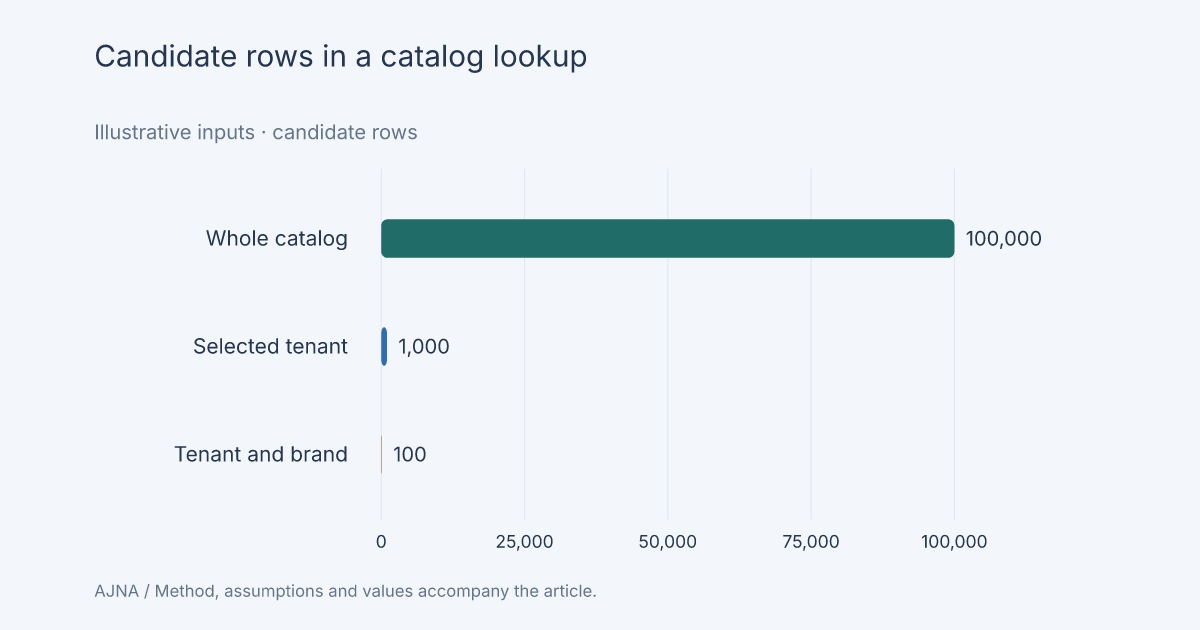 Candidate rows in a catalog lookup
Illustrative inputs · candidate rows
Whole catalog 100,000
Selected tenant 1,000
Tenant and brand 100
0 25,000 50,000 75,000 100,000
AJNA / Method, assumptions and values accompany the article.